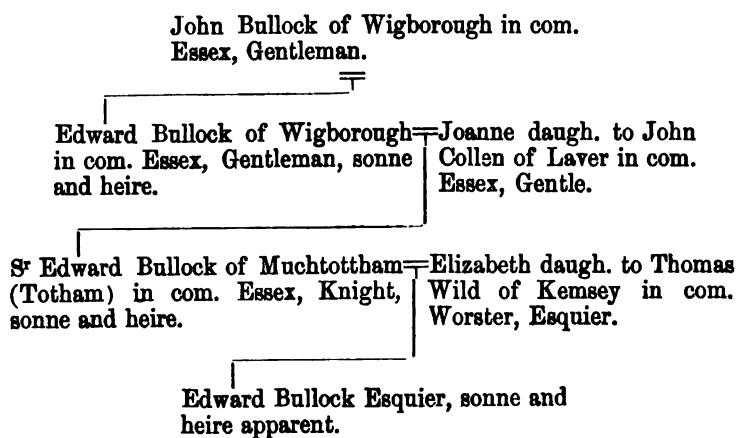 John Bullock of Wigborough in com.
Essex, Gentleman.
Edward Bullock of Wigborough
in com. Essex, Gentleman, sonne
and heire.
Joanne daugh. to John
Collen of Laver in com.
Essex, Gentle.
Sr Edward Bullock of Muchtottham
(Totham) in com. Essex, Knight,
sonne and heire.
Elizabeth daugh. to Thomas
Wild of Kemsey in com.
Worster, Esquier.
Edward Bullock Esquier, sonne and
heire apparent.